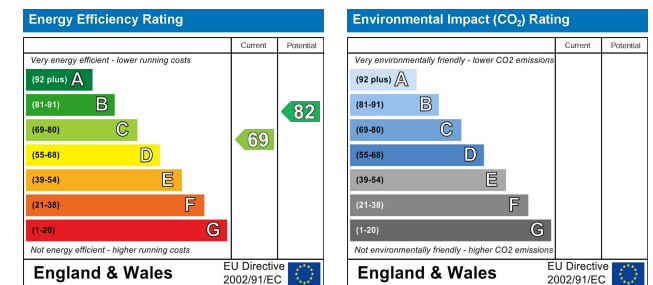 Energy Efficiency Rating
Current Potential
Very energy efficient - lower running costs
(92 plus) A
(81-91) B
(69-80) C
(55-68) D
(39-54) E
(21-38) F
(1-20) G
69
82
Not energy efficient - higher running costs
England & Wales
EU Directive
2002/91/EC
Environmental Impact (CO₂) Rating
Current Potential
Very environmentally friendly - lower CO2 emissions
(92 plus) A
(81-91) B
(69-80) C
(55-68) D
(39-54) E
(21-38) F
(1-20) G
Not environmentally friendly - higher CO2 emissions
England & Wales
EU Directive
2002/91/EC